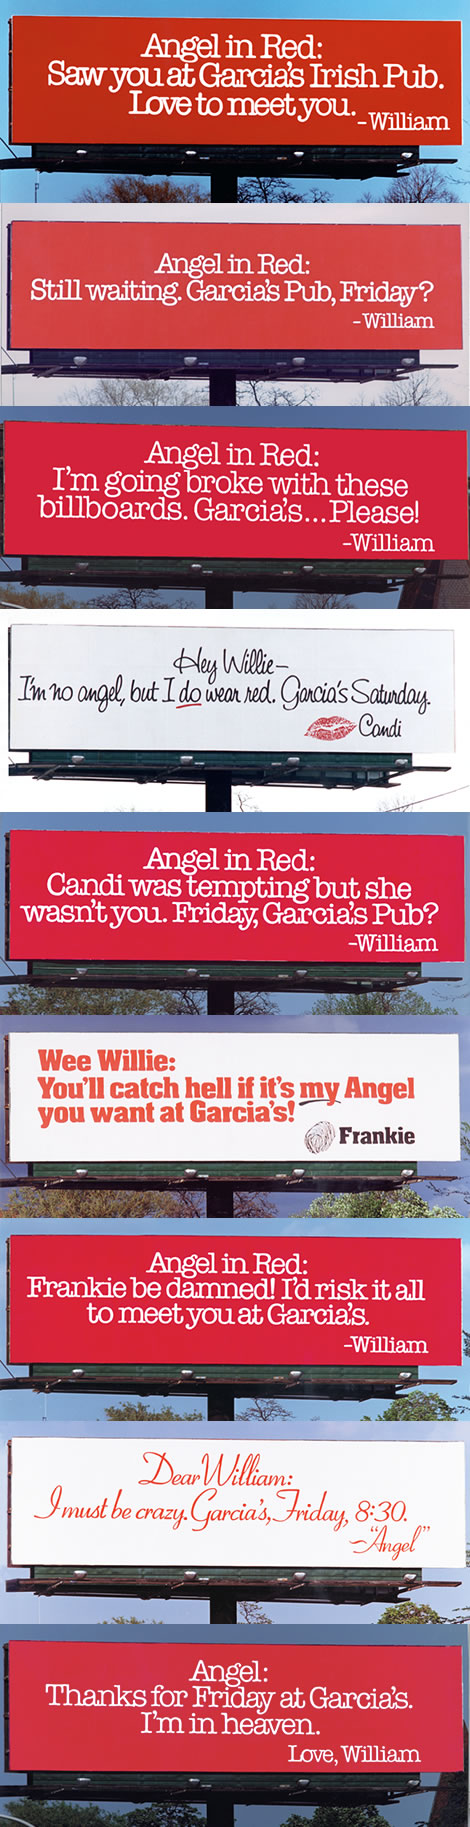 Angel in Red:
Saw you at Garcia's Irish Pub.
Love to meet you.
-William
Angel in Red:
Still waiting. Garcia's Pub, Friday?
-William
Angel in Red:
I'm going broke with these
billboards. Garcia's...Please!
-William
Hey Willie-
I'm no angel, but I do wear red. Garcia's Saturday.
Candi
Angel in Red:
Candi was tempting but she
wasn't you. Friday, Garcia's Pub?
-William
Wee Willie:
You'll catch hell if it's my Angel
you want at Garcia's!
Frankie
Angel in Red:
Frankie be damned! I'd risk it all
to meet you at Garcia's.
-William
Dear William:
I must be crazy. Garcia's, Friday, 8:30.
-"Angel"
Angel:
Thanks for Friday at Garcia's.
I'm in heaven.
Love, William